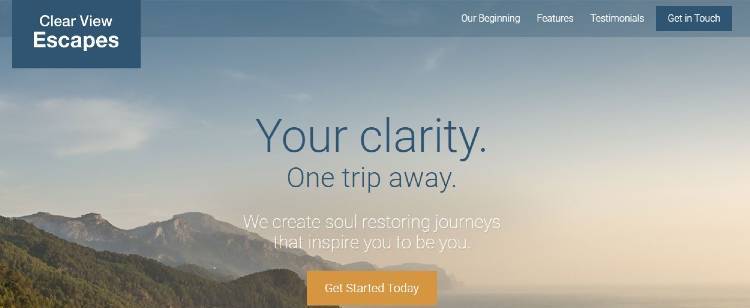 Clear View
Escapes
Our Beginning
Features
Testimonials
Get in Touch
Your clarity.
One trip away.
We create soul restoring journeys
that inspire you to be you.
Get Started Today